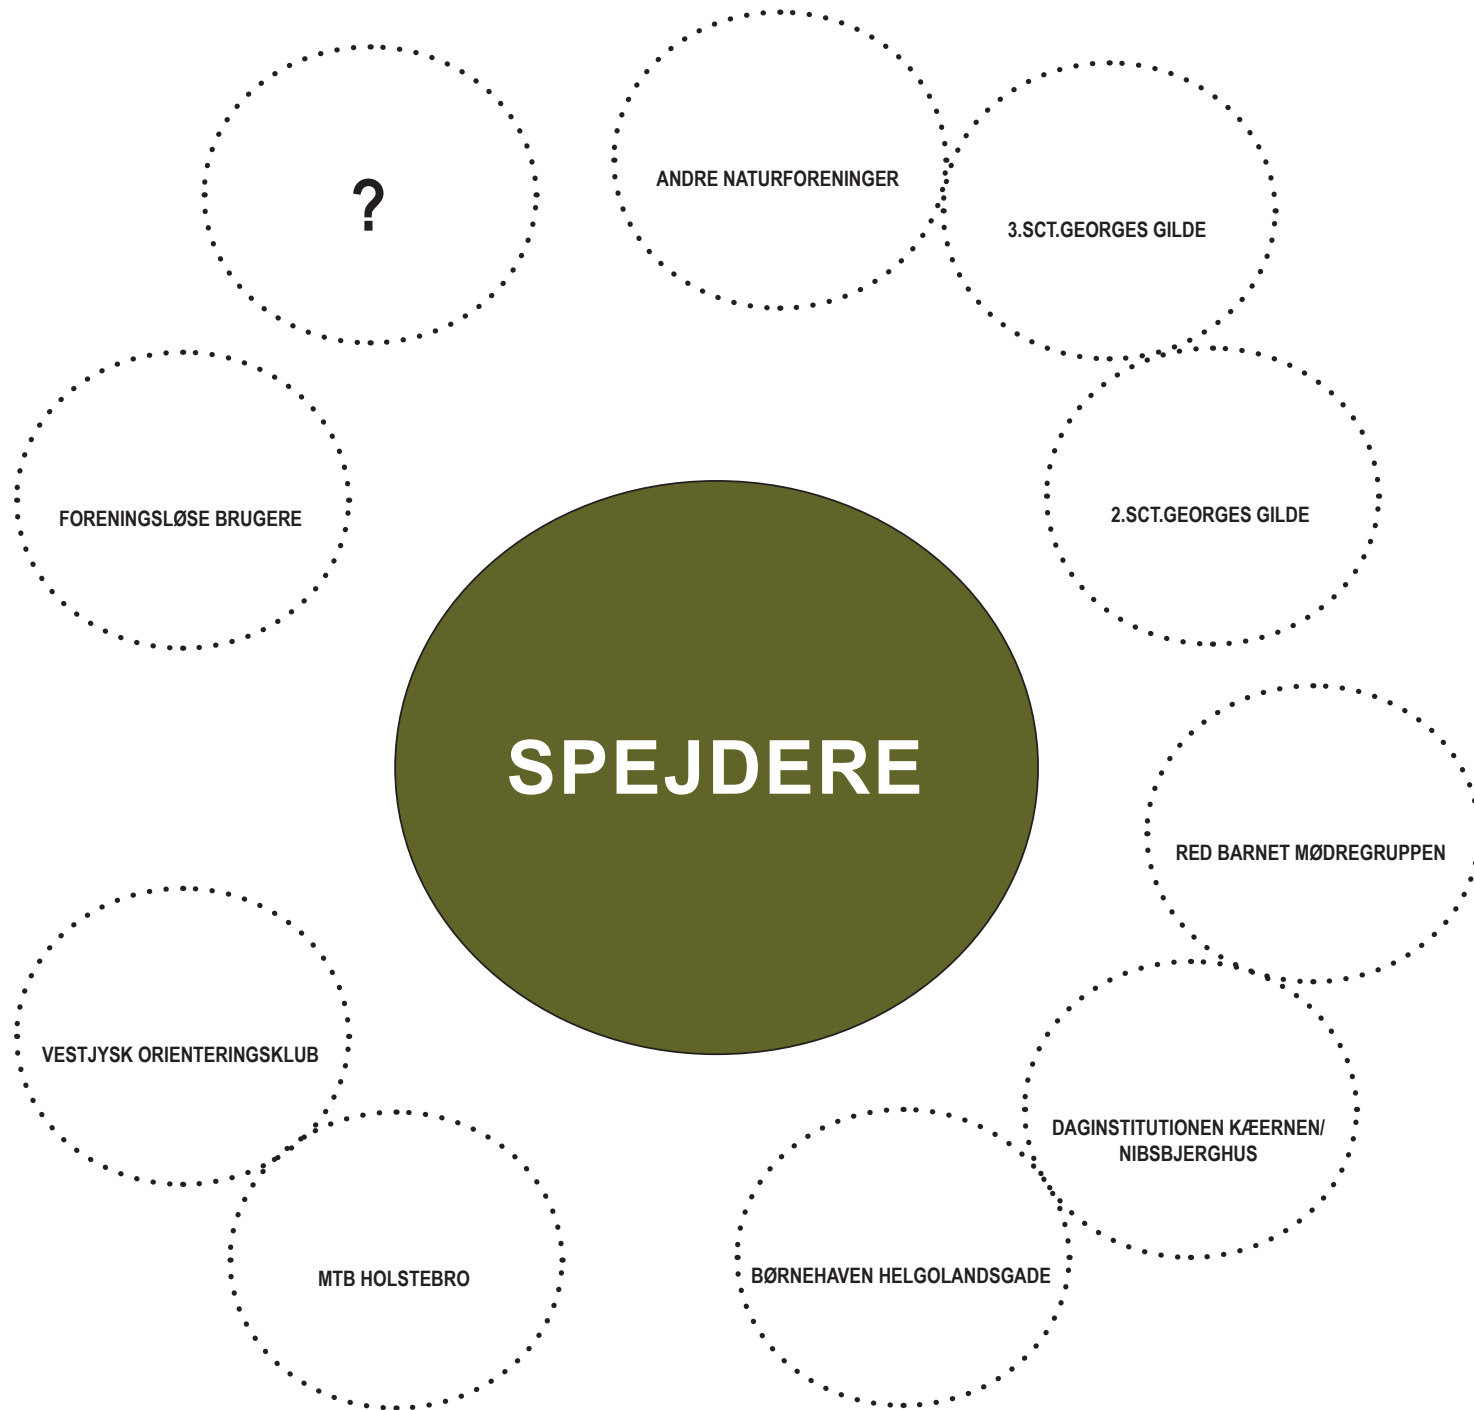 ?
ANDRE NATURFORENINGER
3.SCT.GEORGES GILDE
2.SCT.GEORGES GILDE
FORENINGSLØSE BRUGERE
SPEJDERE
RED BARNET MØDREGRUPPEN
VESTJYSK ORIENTERINGSKLUB
DAGINSTITUTIONEN KÆERNEN/
NIBSBJERGHUS
MTB HOLSTEBRO
BØRNEHAVEN HELGOLANDSGADE